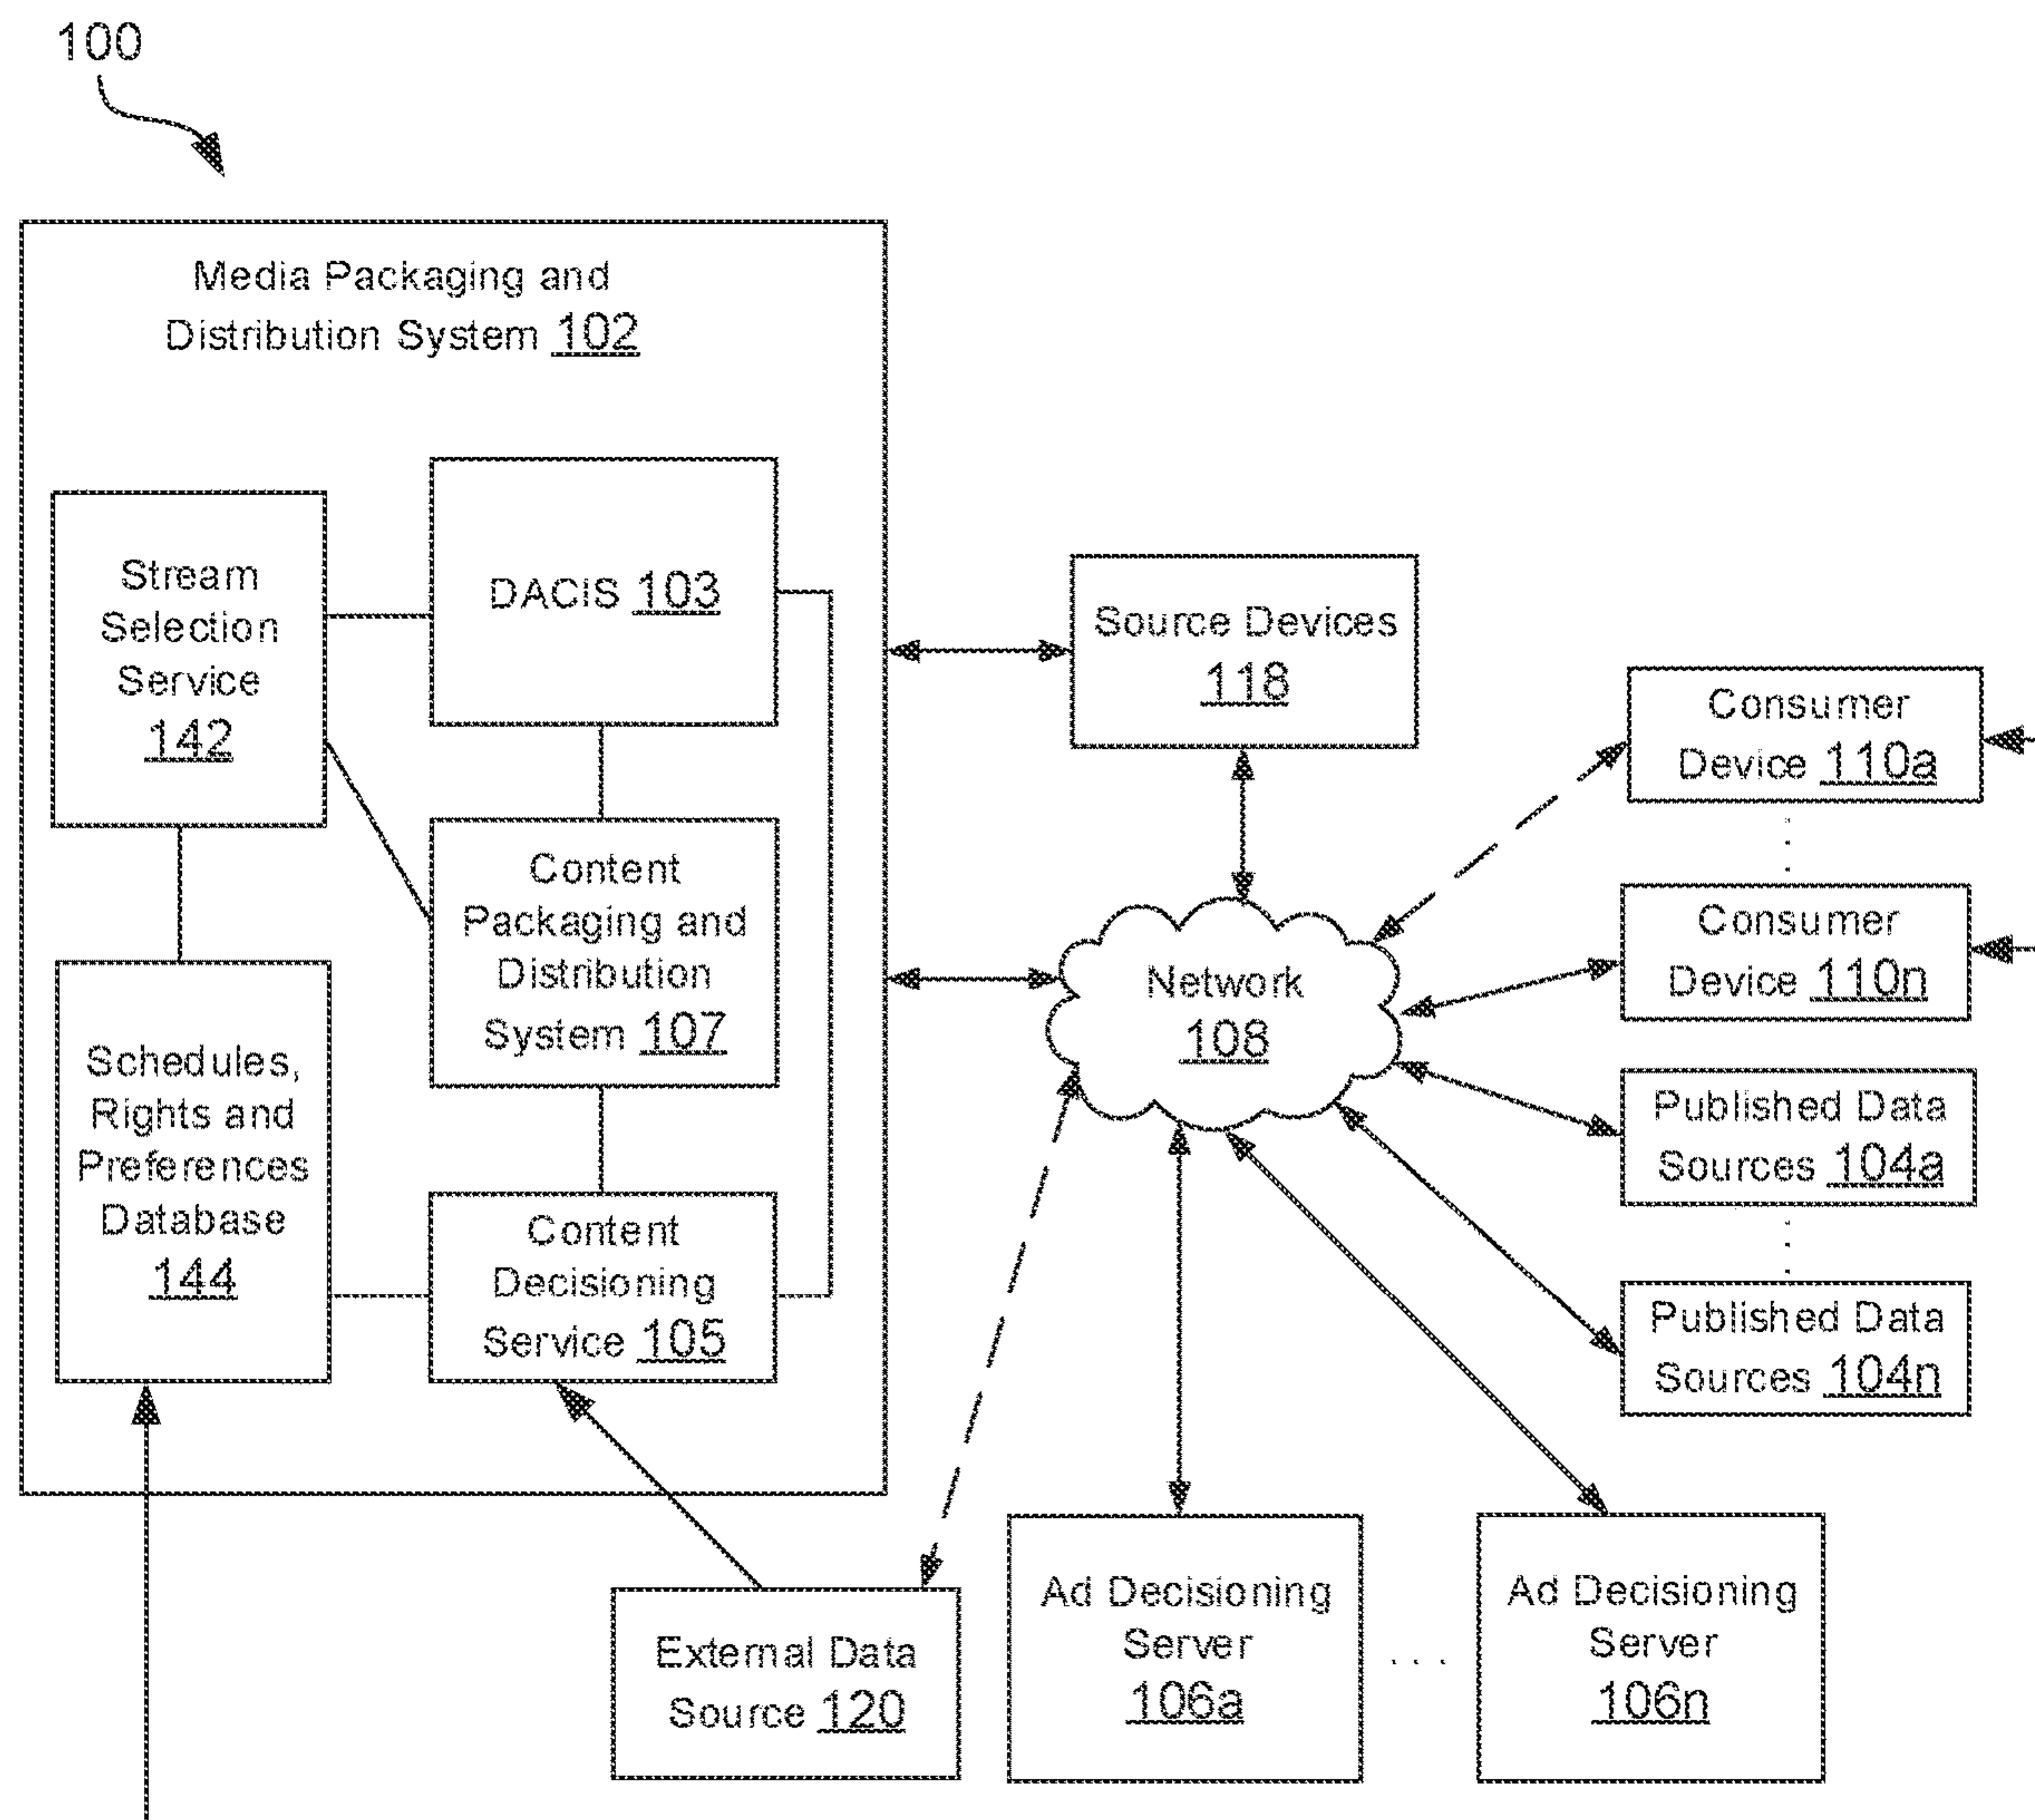 100
Media Packaging and
Distribution System 102
Stream
Selection
Service
142
DACIS 103
Content
Packaging and
Distribution
System 107
Schedules,
Rights and
Preferences
Database
144
Content
Decisioning
Service 105
Source Devices
118
Network
108
Consumer
Device 110a
Consumer
Device 110n
Published Data
Sources 104a
Published Data
Sources 104n
External Data
Source 120
Ad Decisioning
Server
106a
. . .
Ad Decisioning
Server
106n